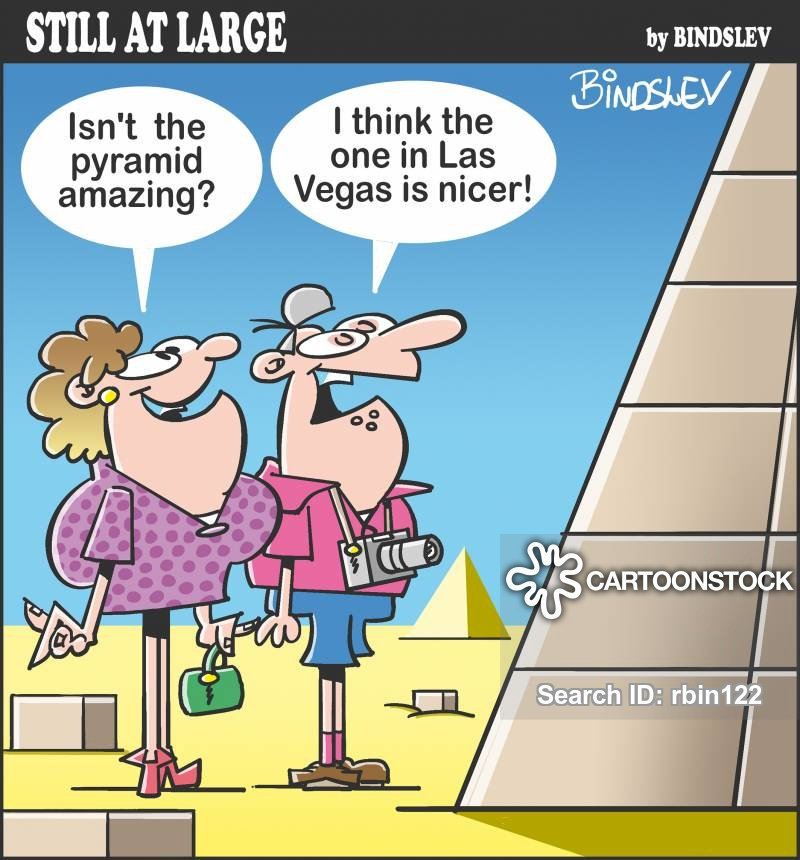 STILL AT LARGE
by BINDSLEV
BINDSLEV
Isn't the
pyramid
amazing?
I think the
one in Las
Vegas is nicer!
CARTOONSTOCK
Search ID: rbin122